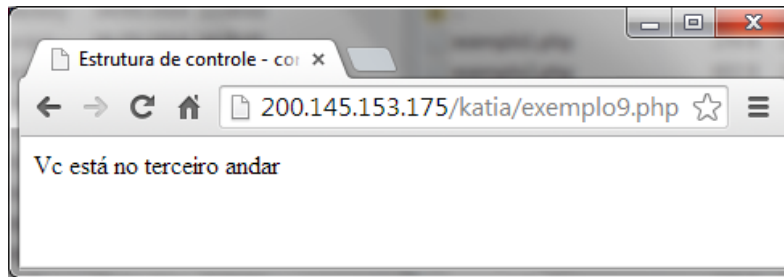 Estrutura de controle - co
200.145.153.175/katia/exemplo9.php
Vc está no terceiro andar